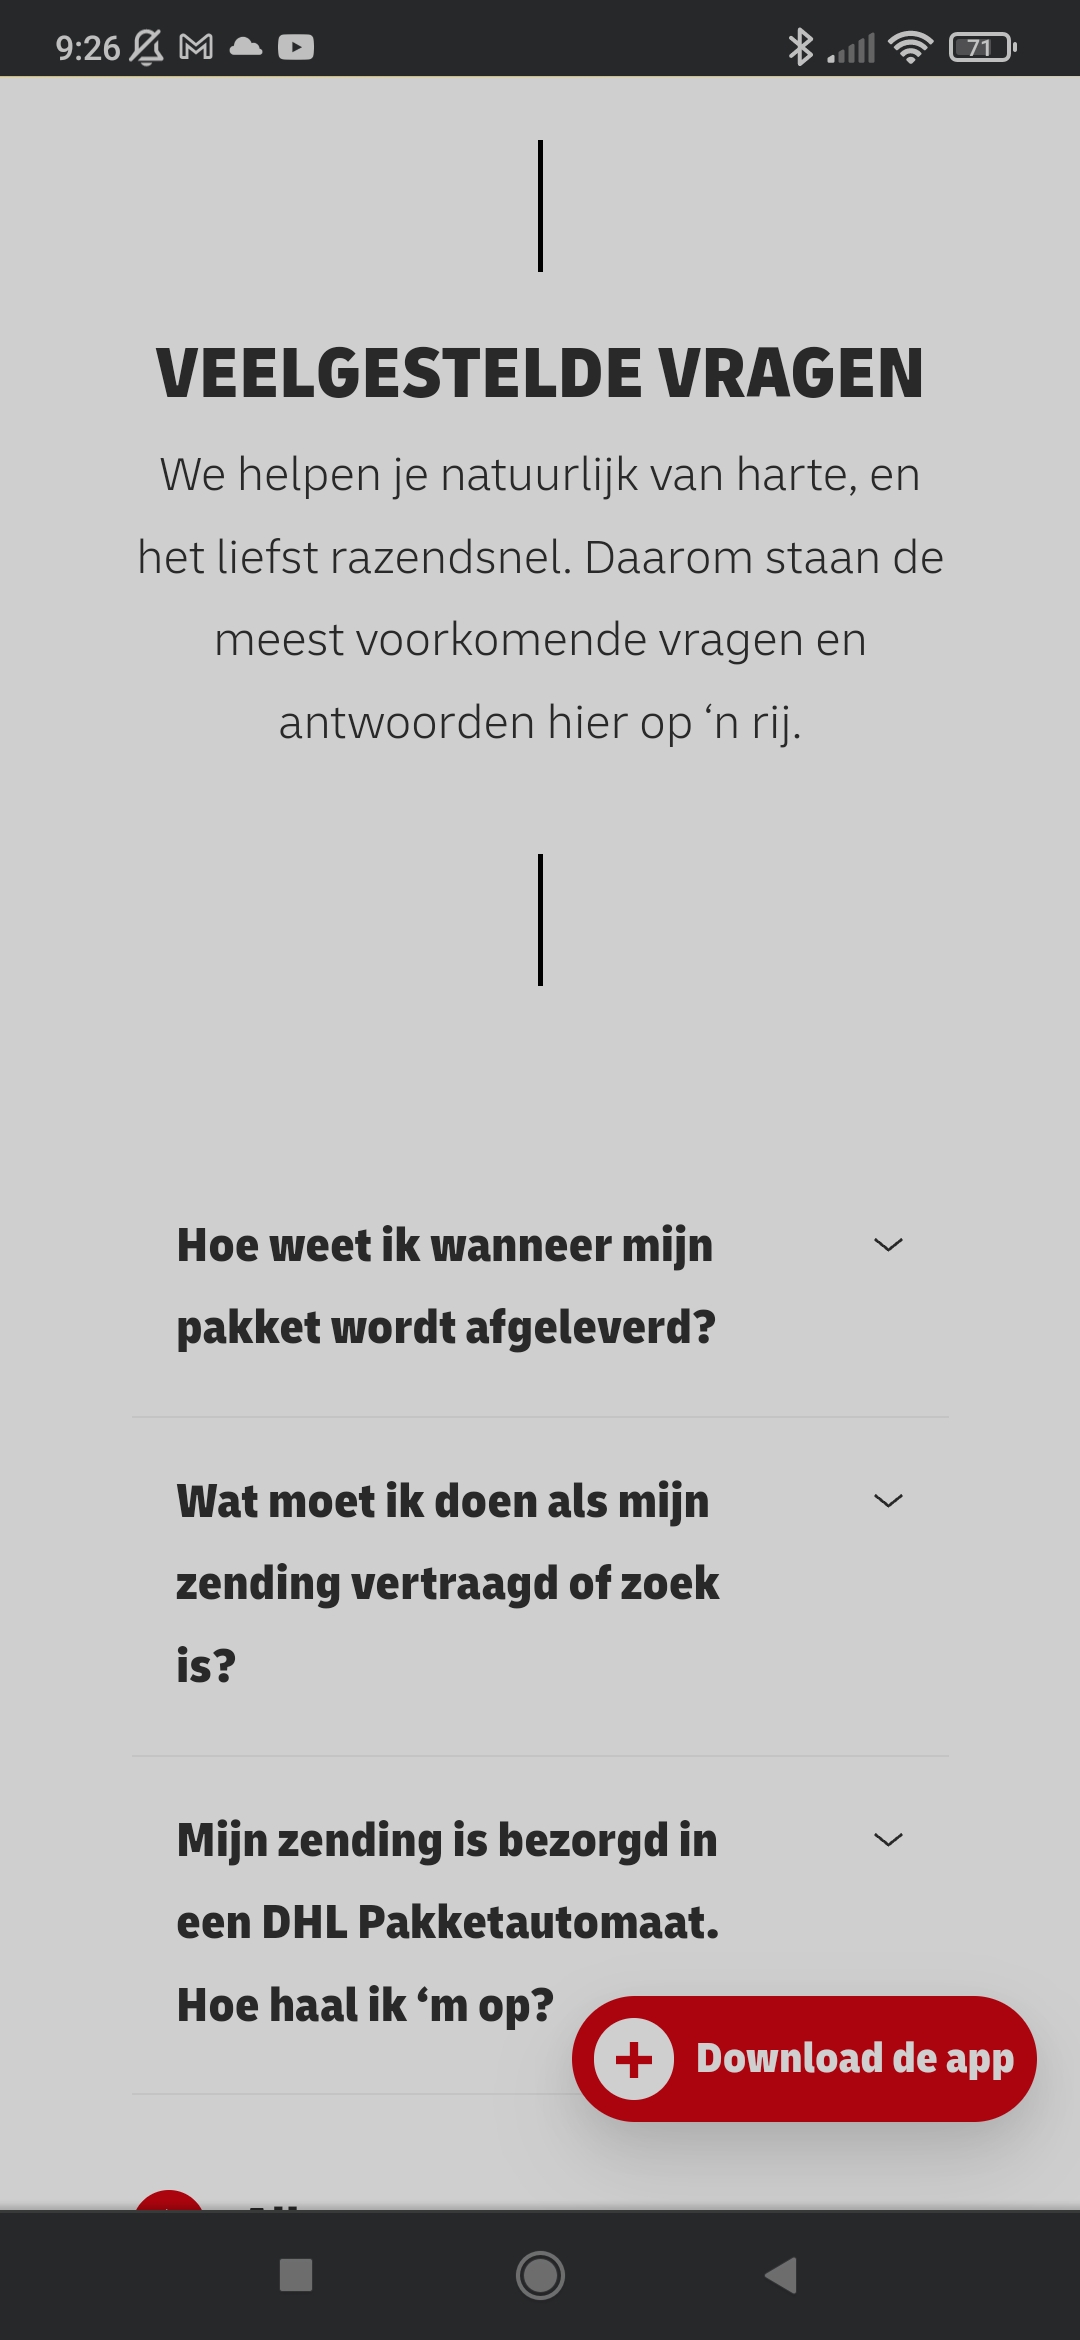 9:26
71
VEELGESTELDE VRAGEN
We helpen je natuurlijk van harte, en
het liefst razendsnel. Daarom staan de
meest voorkomende vragen en
antwoorden hier op ‘n rij.
Hoe weet ik wanneer mijn
pakket wordt afgeleverd?
Wat moet ik doen als mijn
zending vertraagd of zoek
is?
Mijn zending is bezorgd in
een DHL Pakketautomaat.
Hoe haal ik ‘m op?
Download de app